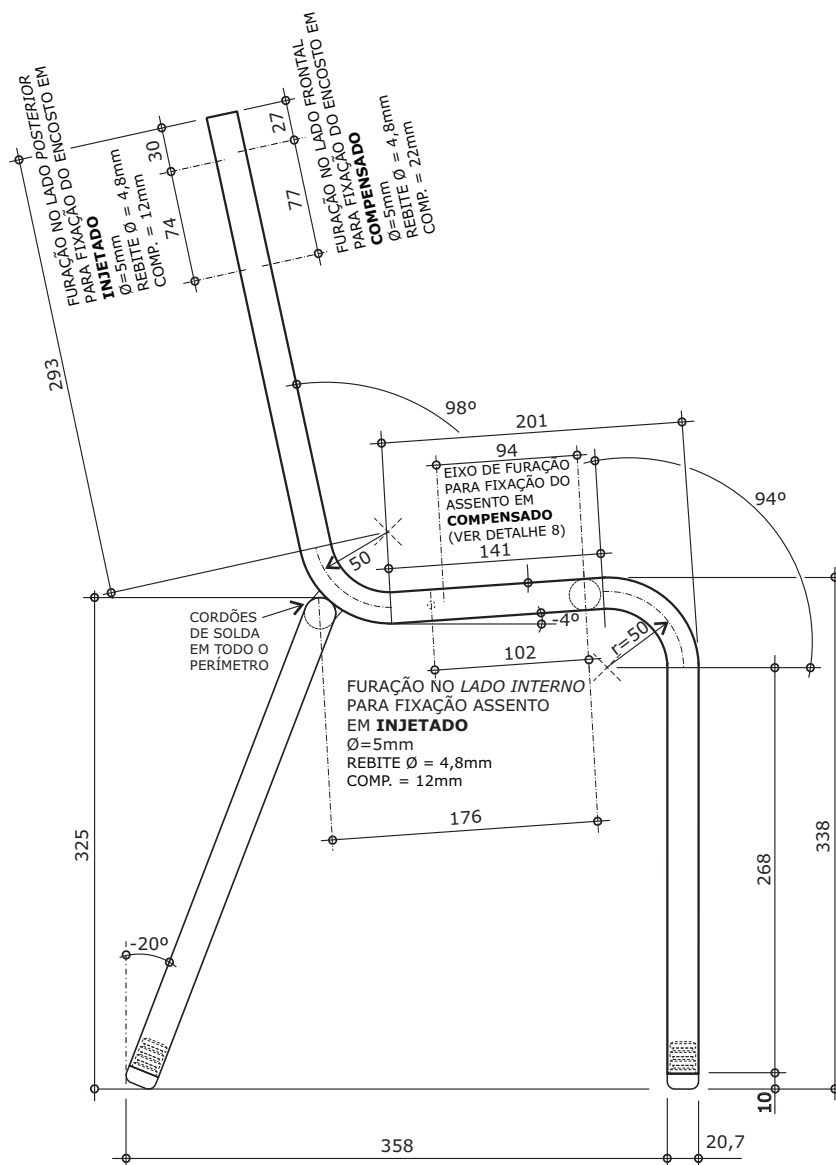 FURAÇÃO NO LADO POSTERIOR
PARA FIXAÇÃO DO ENCOSTO EM
INJETADO
Ø=5mm
REBITE Ø = 4,8mm
COMP. = 12mm
30
74
27
77
FURAÇÃO NO LADO FRONTAL
PARA FIXAÇÃO DO ENCOSTO EM
COMPENSADO
Ø=5mm
REBITE Ø = 4,8mm
COMP. = 22mm
293
98º
201
94
EIXO DE FURAÇÃO
PARA FIXAÇÃO DO
ASSENTO EM
COMPENSADO
(VER DETALHE 8)
141
94º
50
CORDÕES
DE SOLDA
EM TODO O
PERÍMETRO
-4º
r=50
102
FURAÇÃO NO LADO INTERNO
PARA FIXAÇÃO ASSENTO
EM INJETADO
Ø=5mm
REBITE Ø = 4,8mm
COMP. = 12mm
176
325
338
268
-20º
10
358
20,7